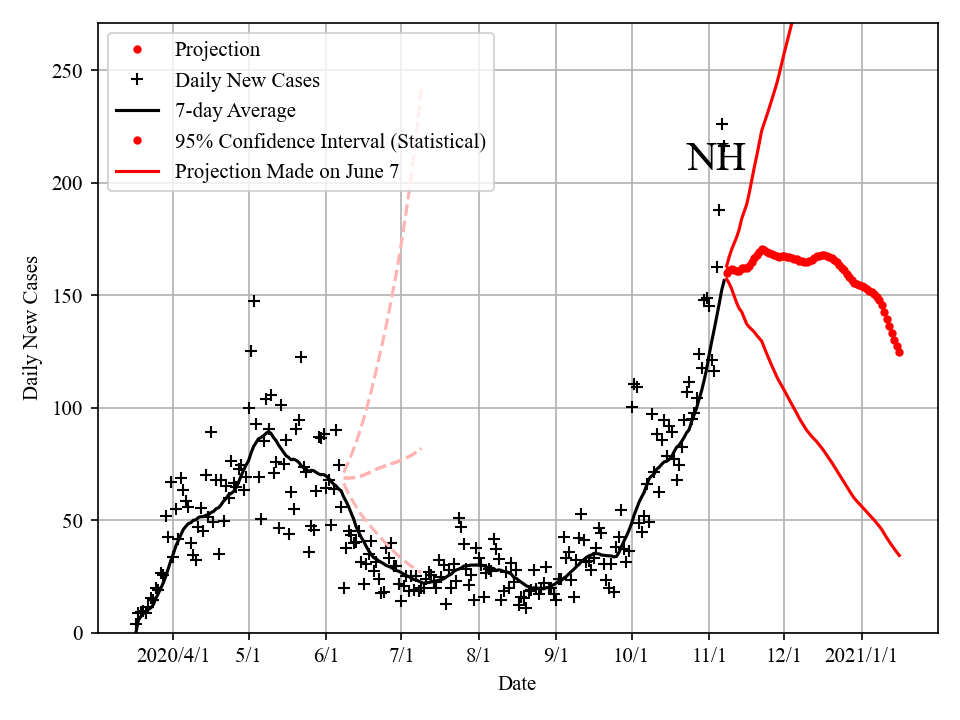 Projection
Daily New Cases
7-day Average
95% Confidence Interval (Statistical)
Projection Made on June 7
NH
Daily New Cases
250
200
150
100
50
0
2020/4/1 5/1 6/1 7/1 8/1 9/1 10/1 11/1 12/1 2021/1/1
Date